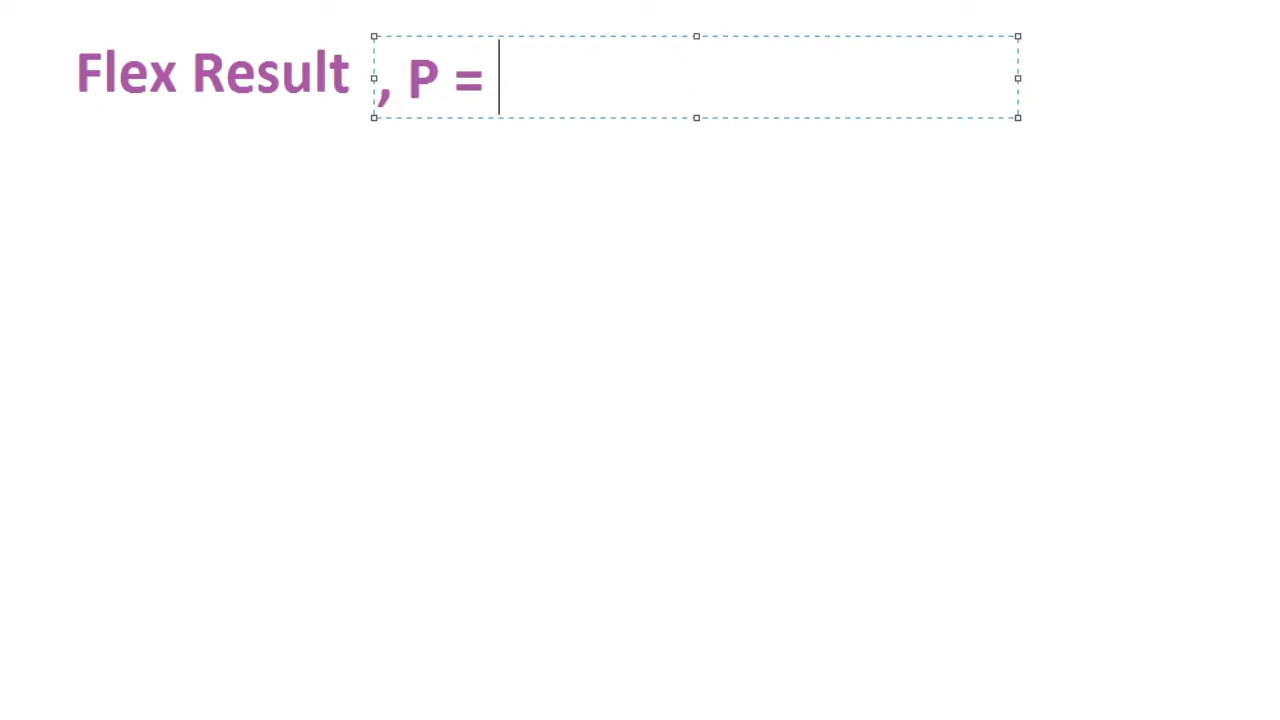 Flex Result , P =